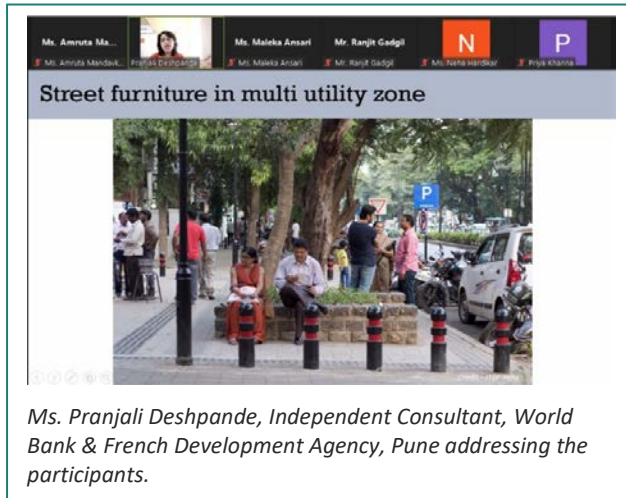 Ms. Amruta Ma...
Ms. Maleka Ansari
Mr. Ranjit Gadgil
N
P
Ms. Amruta Mandavk...
Pranjali Deshpande
Ms. Maleka Ansari
Mr. Ranjit Gadgil
Ms. Neha Hardikar
Priya Khanna
Street furniture in multi utility zone
P
Ms. Pranjali Deshpande, Independent Consultant, World
Bank & French Development Agency, Pune addressing the
participants.